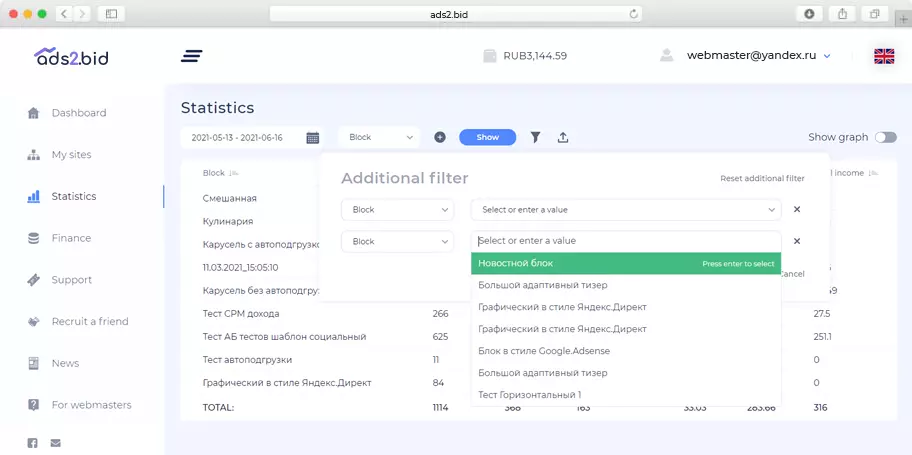 ads2.bid
ads2.bid
RUB3,144.59
webmaster@yandex.ru
Dashboard
My sites
Statistics
Finance
Support
Recruit a friend
News
For webmasters
Statistics
2021-05-13 - 2021-06-16
Block
Show
Show graph
Block
income
Additional filter
Reset additional filter
Block
Select or enter a value
Block
Select or enter a value
Новостной блок
Press enter to select
Большой адаптивный тизер
Графический в стиле Яндекс.Директ
Графический в стиле Яндекс.Директ
Блок в стиле Google.Adsense
Большой адаптивный тизер
Тест Горизонтальный 1
Cancel
Смешанная
Кулинария
Карусель с автоподгрузко
11.03.2021_15:05:10
Карусель без автоподгру
49
Тест CPM дохода 266 27.5
Тест АБ тестов шаблон социальный 625 251.1
Тест автоподгрузки 11 0
Графический в стиле Яндекс.Директ 84 0
TOTAL: 1114 368 163 33.03 283.66 316